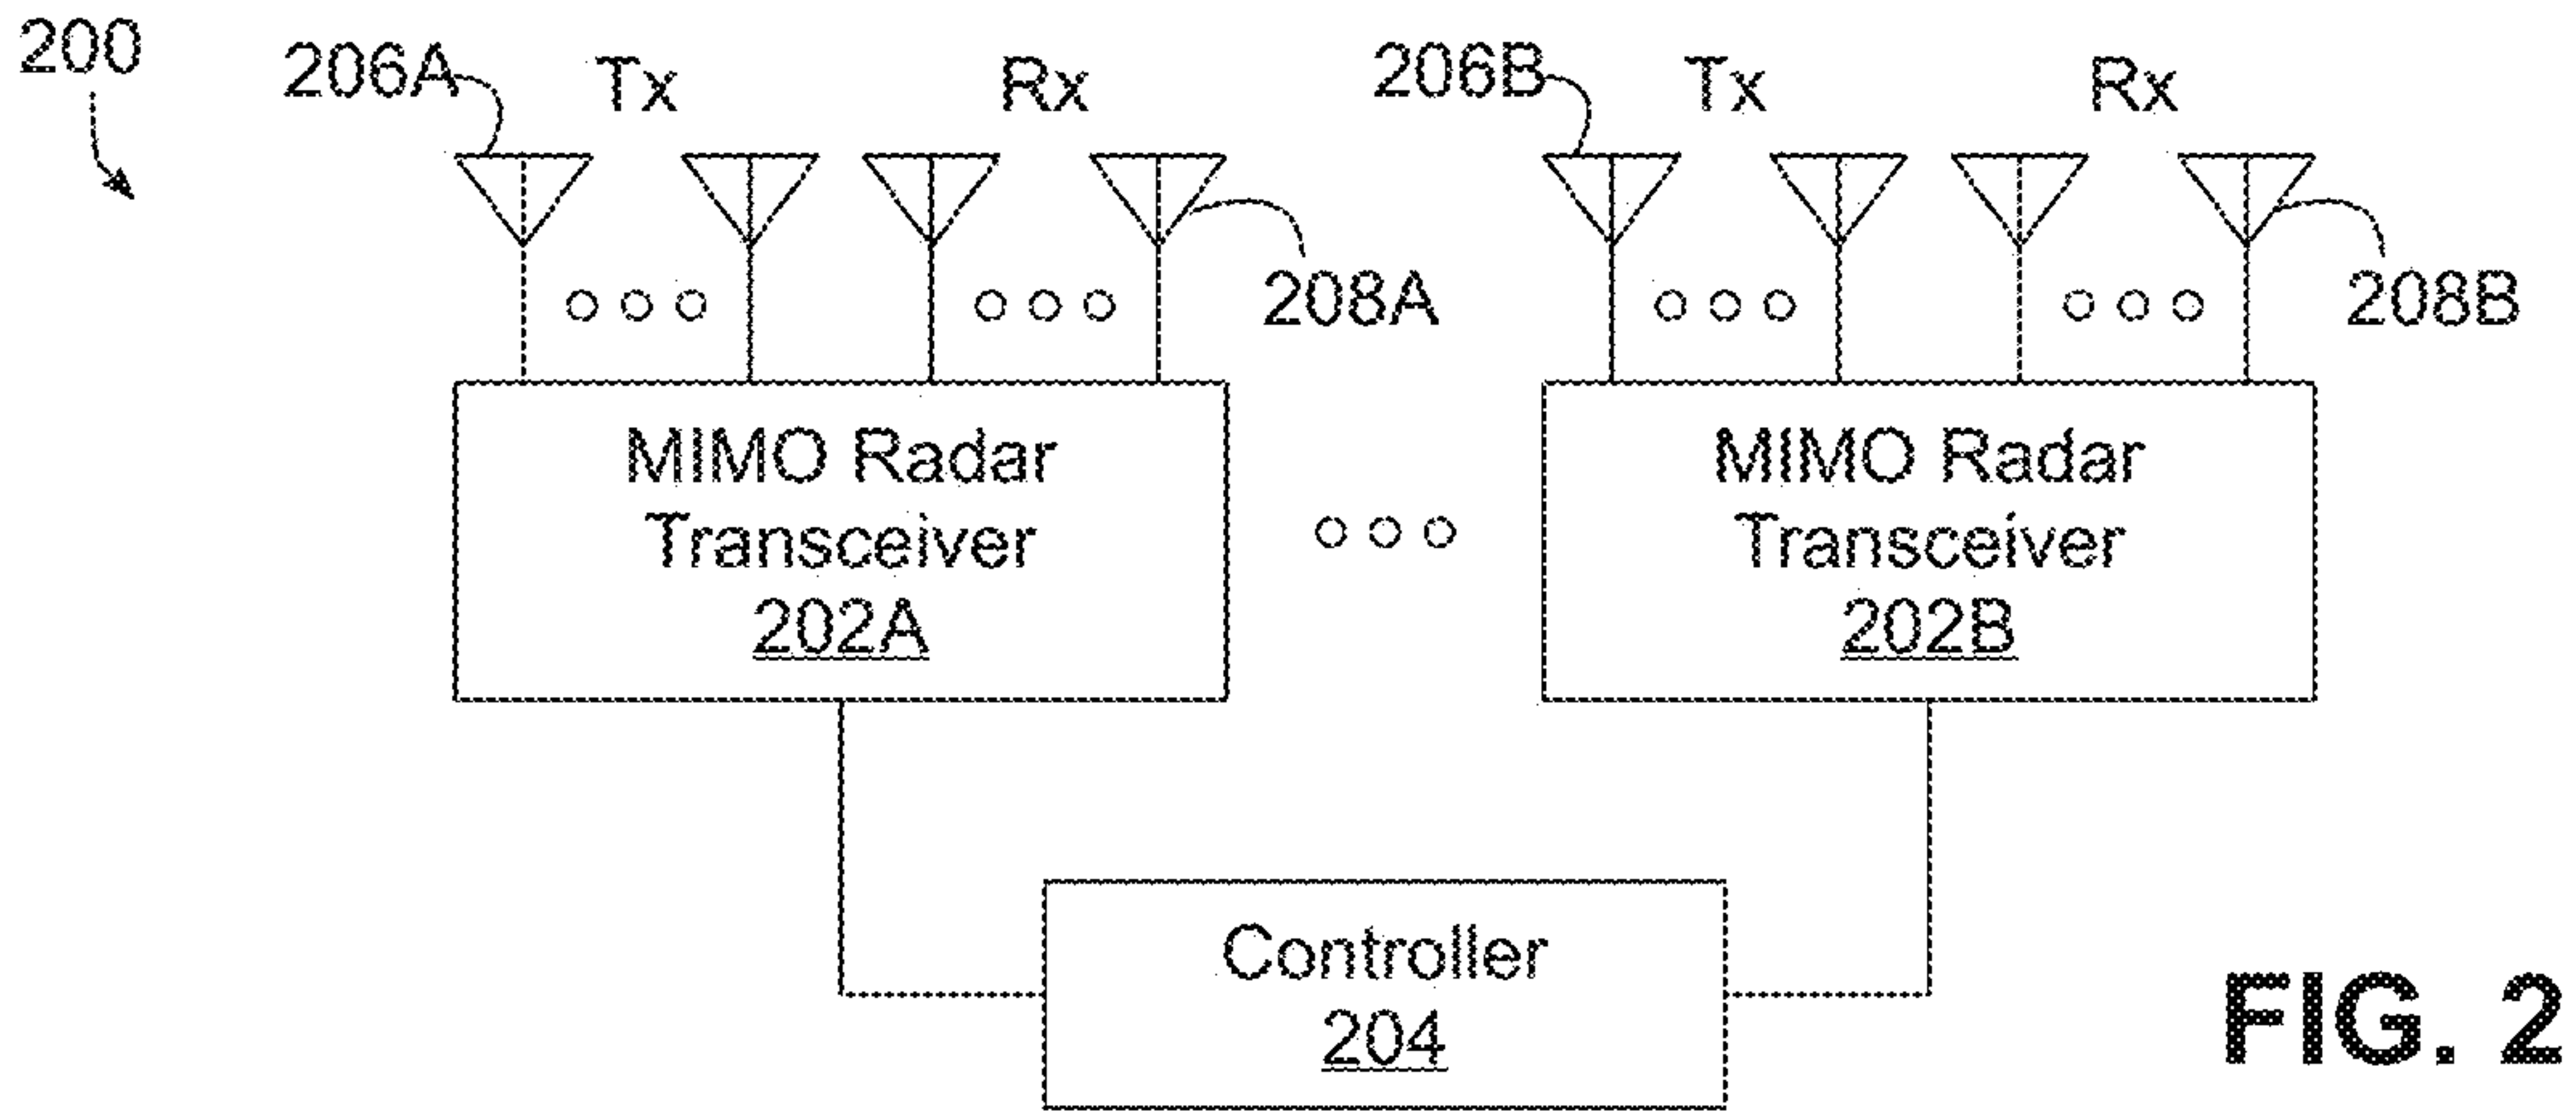 200
206A Tx Rx 206B Tx Rx
208A 208B
MIMO Radar
Transceiver
202A
MIMO Radar
Transceiver
202B
Controller
204
FIG. 2